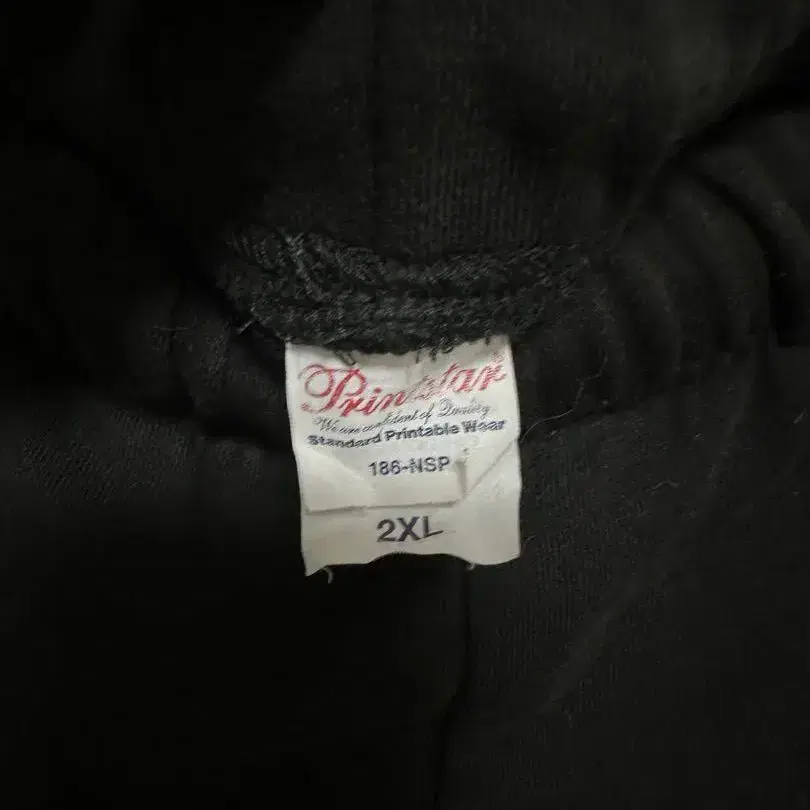 Printstar
We are confident of Quality
Standard Printable Wear
186-NSP
2XL